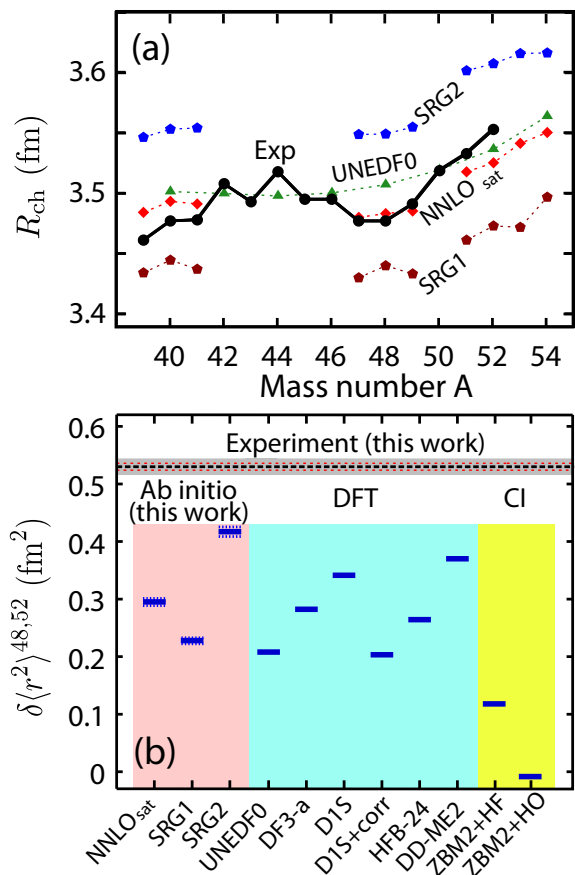 (a)
3.6
3.5
3.4
R_ch (fm)
SRG2
Exp
UNEDF0
NNLO_sat
SRG1
40 42 44 46 48 50 52 54
Mass number A
0.6
0.5
0.4
0.3
0.2
0.1
0
δ⟨r²⟩^48,52 (fm²)
Experiment (this work)
Ab initio DFT CI
(this work)
(b)
NNLO_sat
SRG1
SRG2
UNEDF0
DF3-a
D1S
D1S+corr
HFB-24
DD-ME2
ZBM2+HF
ZBM2+HO